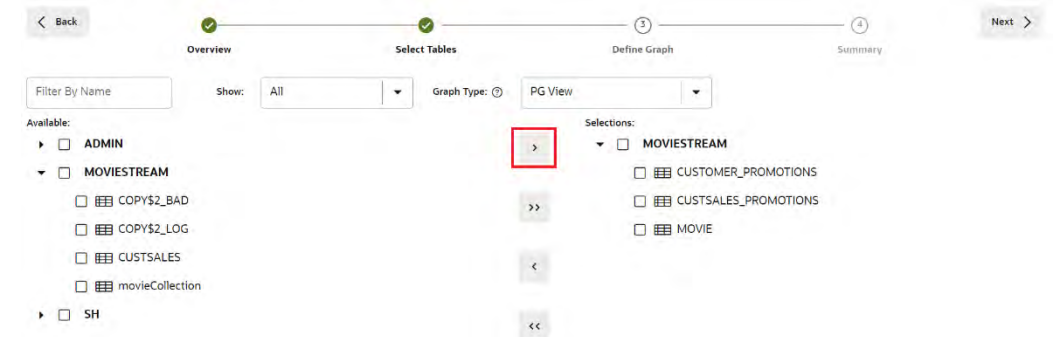 Back
3
4
Next
Overview
Select Tables
Define Graph
Summary
Filter By Name
Show:
All
Graph Type: ?
PG View
Available:
Selections:
ADMIN
>
MOVIESTREAM
MOVIESTREAM
CUSTOMER_PROMOTIONS
COPY$2_BAD
>>
CUSTSALES_PROMOTIONS
COPY$2_LOG
MOVIE
CUSTSALES
<
movieCollection
SH
<<